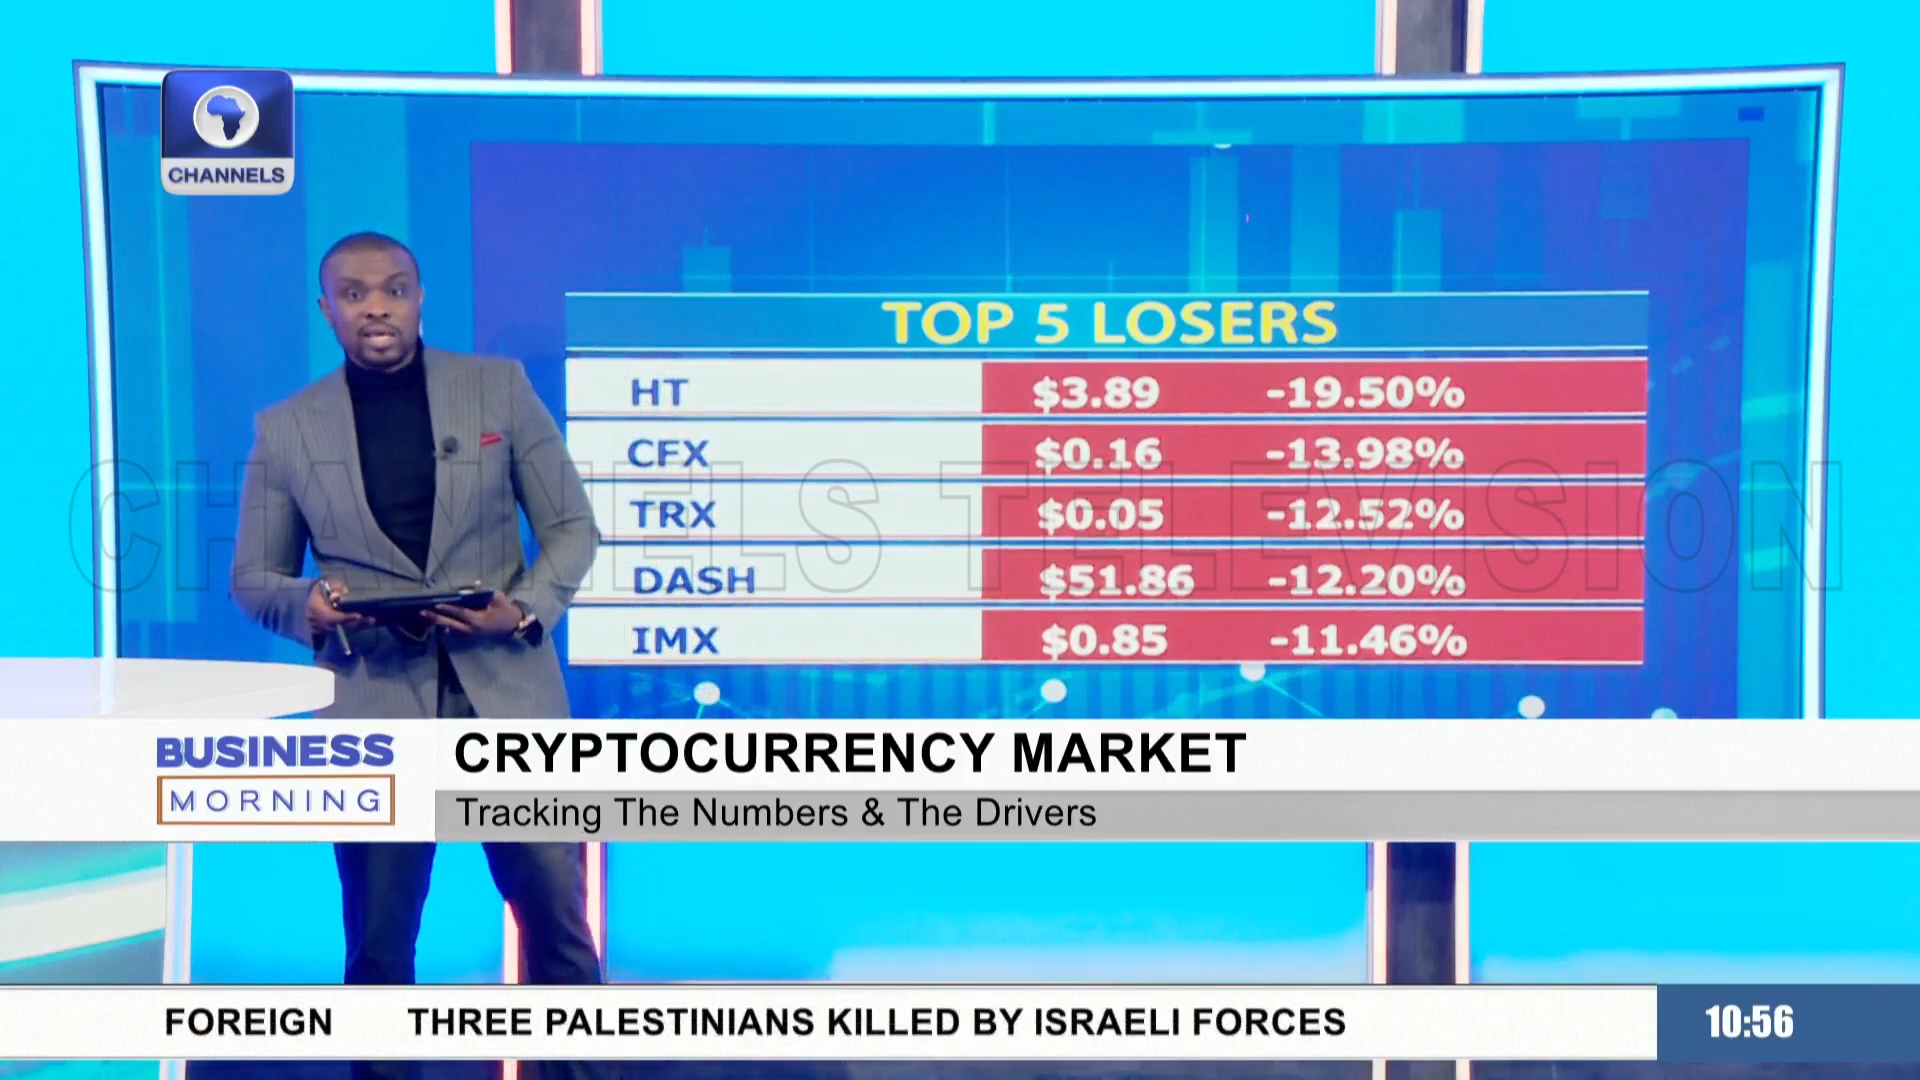 CHANNELS
TOP 5 LOSERS
HT $3.89 -19.50%
CFX $0.16 -13.98%
TRX $0.05 -12.52%
DASH $51.86 -12.20%
IMX $0.85 -11.46%
CHANNELS TELEVISION
BUSINESS
MORNING
CRYPTOCURRENCY MARKET
Tracking The Numbers & The Drivers
FOREIGN THREE PALESTINIANS KILLED BY ISRAELI FORCES
10:56